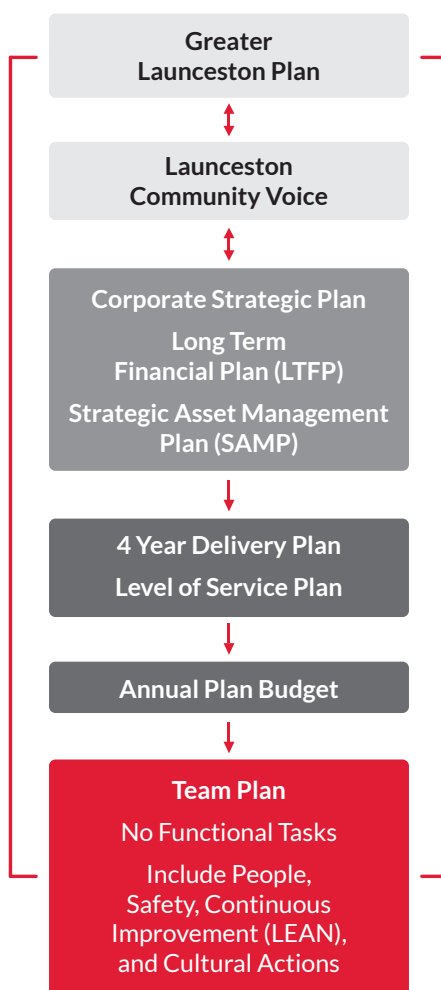 Greater
Launceston Plan
Launceston
Community Voice
Corporate Strategic Plan
Long Term
Financial Plan (LTFP)
Strategic Asset Management
Plan (SAMP)
4 Year Delivery Plan
Level of Service Plan
Annual Plan Budget
Team Plan
No Functional Tasks
Include People,
Safety, Continuous
Improvement (LEAN),
and Cultural Actions